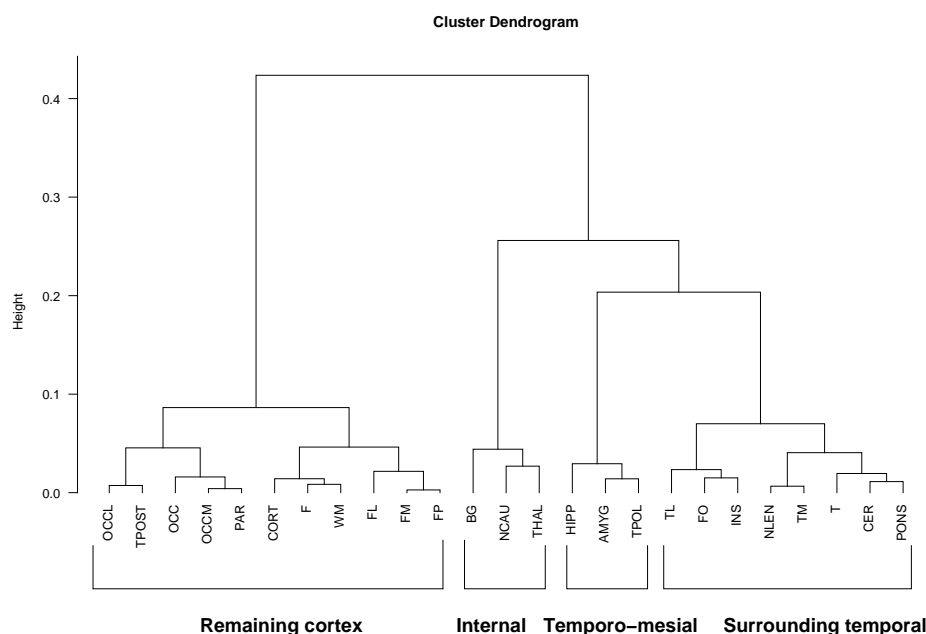 Cluster Dendrogram
Height
0.4
0.3
0.2
0.1
0.0
OCCL
TPOST
OCC
OCCM
PAR
CORT
F
WM
FL
FM
FP
BG
NCAU
THAL
HIPP
AMYG
TPOL
TL
FO
INS
NLEN
TM
T
CER
PONS
Remaining cortex Internal Temporo−mesial Surrounding temporal